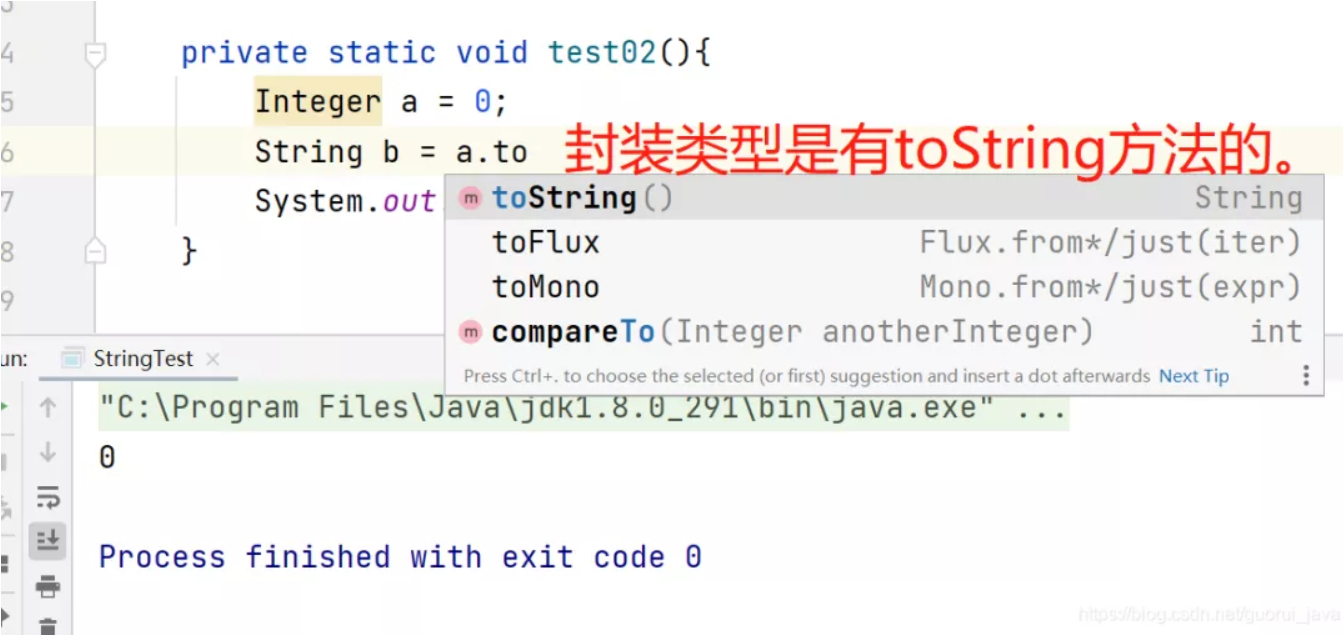 4 private static void test02(){
5 Integer a = 0;
6 String b = a.to 封装类型是有toString方法的。
7 System.out
m toString() String
8 }
toFlux Flux.from*/just(iter)
toMono Mono.from*/just(expr)
9
m compareTo(Integer anotherInteger) int
Press Ctrl+. to choose the selected (or first) suggestion and insert a dot afterwards Next Tip
un: StringTest ×
"C:\Program Files\Java\jdk1.8.0_291\bin\java.exe" ...
0
Process finished with exit code 0
https://blog.csdn.net/guorui_java